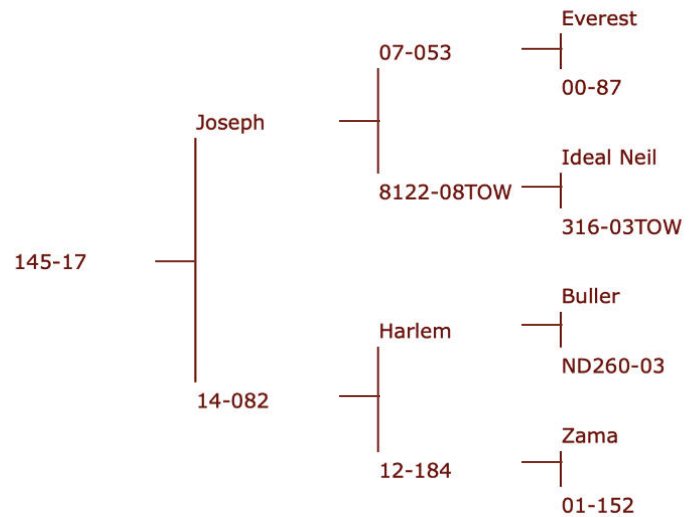 Everest
07-053
00-87
Joseph
Ideal Neil
8122-08TOW
316-03TOW
145-17
Buller
Harlem
ND260-03
14-082
Zama
12-184
01-152